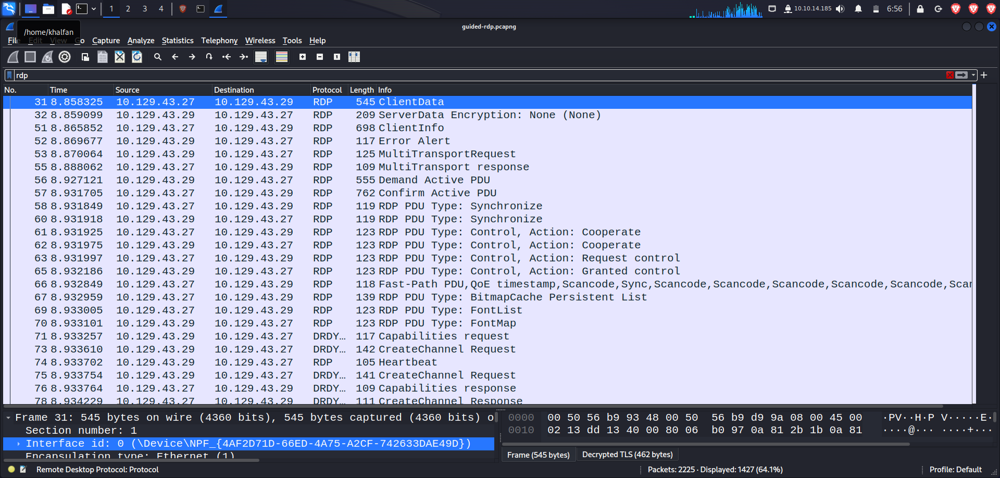 1 2 3 4 10.10.14.185 6:56
guided-rdp.pcapng
/home/khalfan
File Edit View Go Capture Analyze Statistics Telephony Wireless Tools Help
rdp
No. Time Source Destination Protocol Length Info
31 8.858325 10.129.43.27 10.129.43.29 RDP 545 ClientData
32 8.859099 10.129.43.29 10.129.43.27 RDP 209 ServerData Encryption: None (None)
51 8.865852 10.129.43.27 10.129.43.29 RDP 698 ClientInfo
52 8.869677 10.129.43.29 10.129.43.27 RDP 117 Error Alert
53 8.870064 10.129.43.29 10.129.43.27 RDP 125 MultiTransportRequest
55 8.888062 10.129.43.27 10.129.43.29 RDP 109 MultiTransport response
56 8.927121 10.129.43.29 10.129.43.27 RDP 555 Demand Active PDU
57 8.931705 10.129.43.27 10.129.43.29 RDP 762 Confirm Active PDU
58 8.931849 10.129.43.27 10.129.43.29 RDP 119 RDP PDU Type: Synchronize
60 8.931918 10.129.43.29 10.129.43.27 RDP 119 RDP PDU Type: Synchronize
61 8.931925 10.129.43.27 10.129.43.29 RDP 123 RDP PDU Type: Control, Action: Cooperate
62 8.931975 10.129.43.29 10.129.43.27 RDP 123 RDP PDU Type: Control, Action: Cooperate
63 8.931997 10.129.43.27 10.129.43.29 RDP 123 RDP PDU Type: Control, Action: Request control
65 8.932186 10.129.43.29 10.129.43.27 RDP 123 RDP PDU Type: Control, Action: Granted control
66 8.932849 10.129.43.27 10.129.43.29 RDP 118 Fast-Path PDU,QoE timestamp,Scancode,Sync,Scancode,Scancode,Scancode,Scancode,Scancode,Scan
67 8.932959 10.129.43.27 10.129.43.29 RDP 139 RDP PDU Type: BitmapCache Persistent List
69 8.933005 10.129.43.27 10.129.43.29 RDP 123 RDP PDU Type: FontList
70 8.933101 10.129.43.29 10.129.43.27 RDP 123 RDP PDU Type: FontMap
71 8.933257 10.129.43.29 10.129.43.27 DRDY… 117 Capabilities request
73 8.933610 10.129.43.29 10.129.43.27 DRDY… 142 CreateChannel Request
74 8.933702 10.129.43.29 10.129.43.27 RDP 105 Heartbeat
75 8.933754 10.129.43.29 10.129.43.27 DRDY… 141 CreateChannel Request
76 8.933764 10.129.43.27 10.129.43.29 DRDY… 109 Capabilities response
78 8.934229 10.129.43.27 10.129.43.29 DRDY… 111 CreateChannel Response
Frame 31: 545 bytes on wire (4360 bits), 545 bytes captured (4360 bits) o
Section number: 1
Interface id: 0 (\Device\NPF_{4AF2D71D-66ED-4A75-A2CF-742633DAE49D})
Encapsulation type: Ethernet (1)
0000 00 50 56 b9 93 48 00 50 56 b9 d9 9a 08 00 45 00 ·PV··H·P V·····E·
0010 02 13 dd 13 40 00 80 06 b0 97 0a 81 2b 1b 0a 81 ····@··· ····+···
Frame (545 bytes) Decrypted TLS (462 bytes)
Remote Desktop Protocol: Protocol Packets: 2225 · Displayed: 1427 (64.1%) Profile: Default